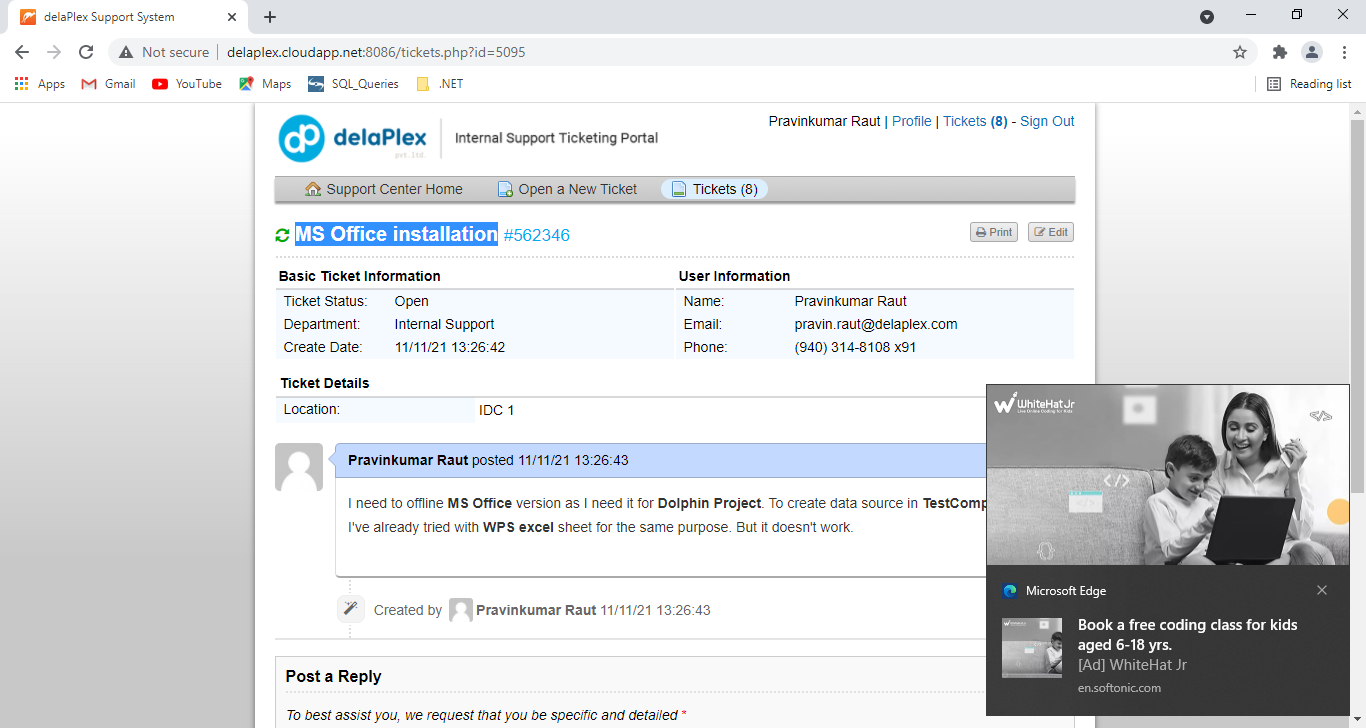 delaPlex Support System
Not secure
delaplex.cloudapp.net:8086/tickets.php?id=5095
Apps
Gmail
YouTube
Maps
SQL_Queries
.NET
Reading list
dp delaPlex
pvt. ltd.
Internal Support Ticketing Portal
Pravinkumar Raut | Profile | Tickets (8) - Sign Out
Support Center Home
Open a New Ticket
Tickets (8)
MS Office installation #562346
Print
Edit
Basic Ticket Information
Ticket Status: Open
Department: Internal Support
Create Date: 11/11/21 13:26:42
User Information
Name: Pravinkumar Raut
Email: pravin.raut@delaplex.com
Phone: (940) 314-8108 x91
Ticket Details
Location: IDC 1
Pravinkumar Raut posted 11/11/21 13:26:43
I need to offline MS Office version as I need it for Dolphin Project. To create data source in TestComp
I've already tried with WPS excel sheet for the same purpose. But it doesn't work.
Created by Pravinkumar Raut 11/11/21 13:26:43
Post a Reply
To best assist you, we request that you be specific and detailed *
WhiteHat Jr
Live Online Coding for Kids
</>
</>
Microsoft Edge
Book a free coding class for kids
aged 6-18 yrs.
[Ad] WhiteHat Jr
en.softonic.com